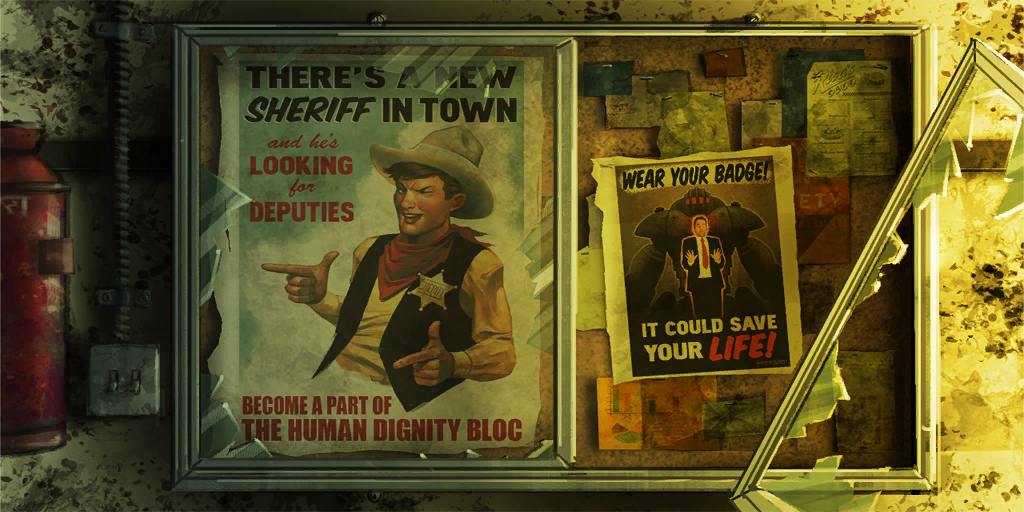 THERE'S A NEW
SHERIFF IN TOWN
and he's
LOOKING
for
DEPUTIES
BECOME A PART OF
THE HUMAN DIGNITY BLOC
WEAR YOUR BADGE!
IT COULD SAVE
YOUR LIFE!